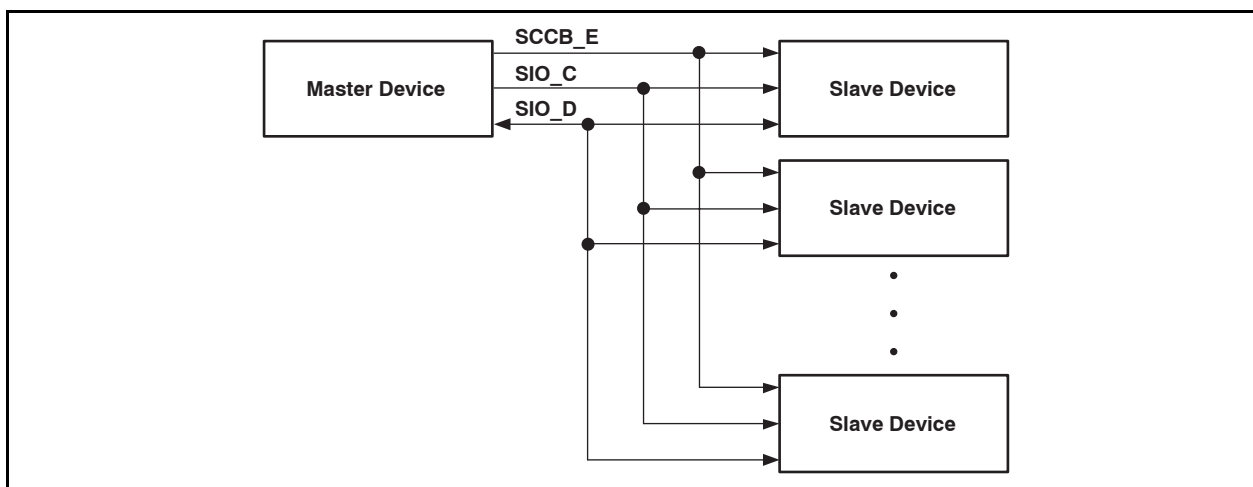 SCCB_E
SIO_C
SIO_D
Master Device
Slave Device
Slave Device
Slave Device